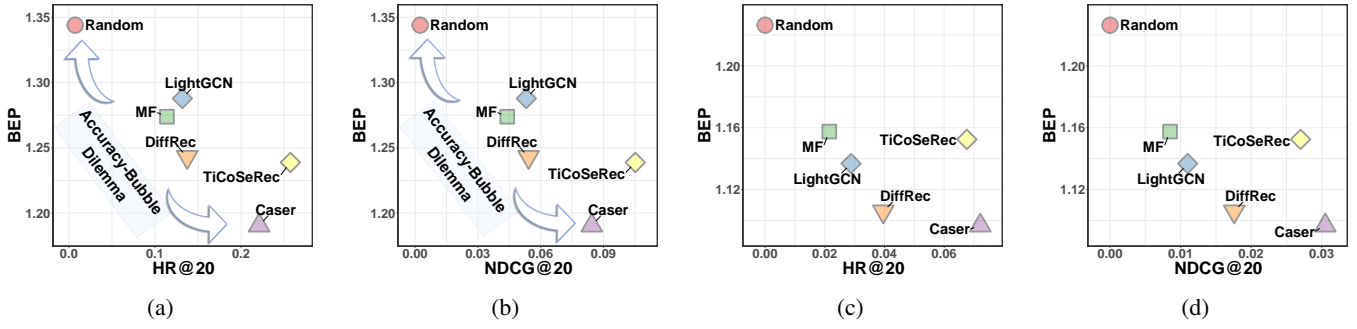 1.35
1.30
1.25
1.20
BEP
Random
LightGCN
MF
DiffRec
TiCoSeRec
Caser
Accuracy-Bubble
Dilemma
0.0
0.1
0.2
HR@20
(a)
1.35
1.30
1.25
1.20
BEP
Random
LightGCN
MF
DiffRec
TiCoSeRec
Caser
Accuracy-Bubble
Dilemma
0.00
0.03
0.06
0.09
NDCG@20
(b)
1.20
1.16
1.12
BEP
Random
MF
TiCoSeRec
LightGCN
DiffRec
Caser
0.00
0.02
0.04
0.06
HR@20
(c)
1.20
1.16
1.12
BEP
Random
MF
TiCoSeRec
LightGCN
DiffRec
Caser
0.00
0.01
0.02
0.03
NDCG@20
(d)